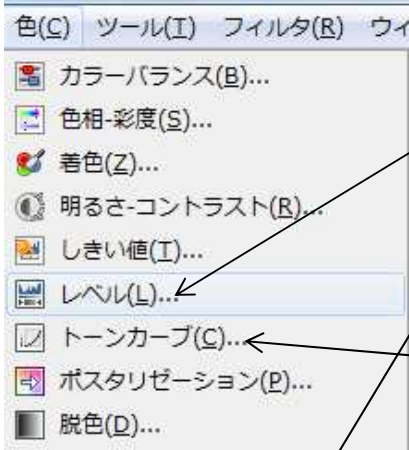 色(C) ツール(T) フィルタ(R) ウィ
カラーバランス(B)...
色相-彩度(S)...
着色(Z)...
明るさ-コントラスト(R)...
しきい値(T)...
レベル(L)...
トーンカーブ(C)...
ポスタリゼーション(P)...
脱色(D)...